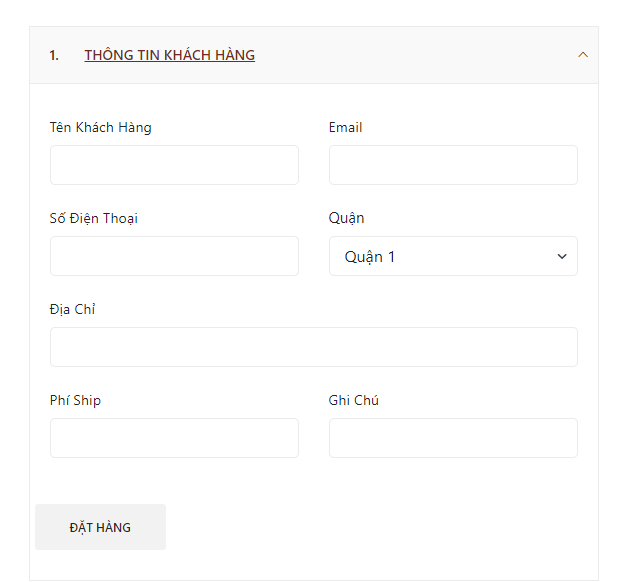 1. THÔNG TIN KHÁCH HÀNG
Tên Khách Hàng Email
Số Điện Thoại Quận
Quận 1
Địa Chỉ
Phí Ship Ghi Chú
ĐẶT HÀNG